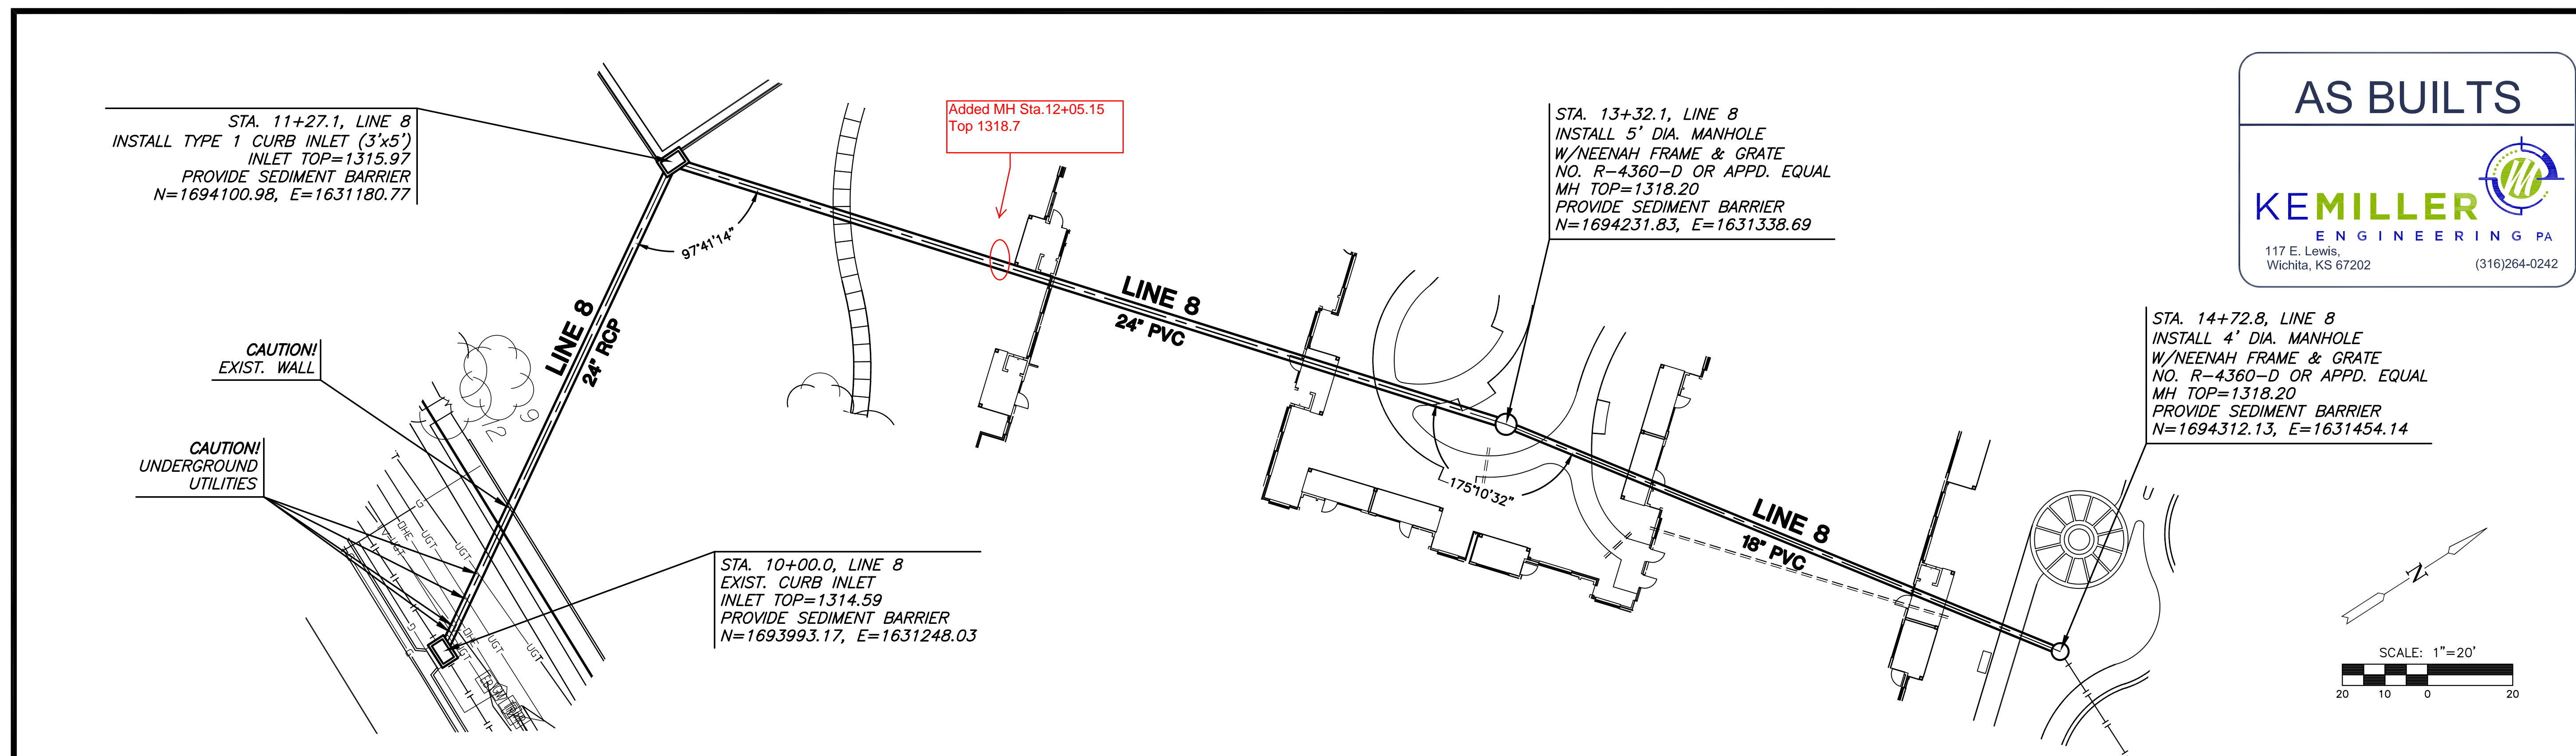 STA. 11+27.1, LINE 8
INSTALL TYPE 1 CURB INLET (3'x5')
INLET TOP=1315.97
PROVIDE SEDIMENT BARRIER
N=1694100.98, E=1631180.77
Added MH Sta.12+05.15
Top 1318.7
STA. 13+32.1, LINE 8
INSTALL 5' DIA. MANHOLE
W/NEENAH FRAME & GRATE
NO. R-4360-D OR APPD. EQUAL
MH TOP=1318.20
PROVIDE SEDIMENT BARRIER
N=1694231.83, E=1631338.69
AS BUILTS
KEMILLER
ENGINEERING PA
117 E. Lewis,
Wichita, KS 67202
(316)264-0242
97°41'14"
LINE 8
24" RCP
LINE 8
24" PVC
CAUTION!
EXIST. WALL
CAUTION!
UNDERGROUND
UTILITIES
STA. 14+72.8, LINE 8
INSTALL 4' DIA. MANHOLE
W/NEENAH FRAME & GRATE
NO. R-4360-D OR APPD. EQUAL
MH TOP=1318.20
PROVIDE SEDIMENT BARRIER
N=1694312.13, E=1631454.14
175°10'32"
LINE 8
18" PVC
STA. 10+00.0, LINE 8
EXIST. CURB INLET
INLET TOP=1314.59
PROVIDE SEDIMENT BARRIER
N=1693993.17, E=1631248.03
T
G
OHE
UGT
UGT
UGT
G
G
OHE
UGT
UGT
UGT
U
N
SCALE: 1"=20'
20 10 0 20